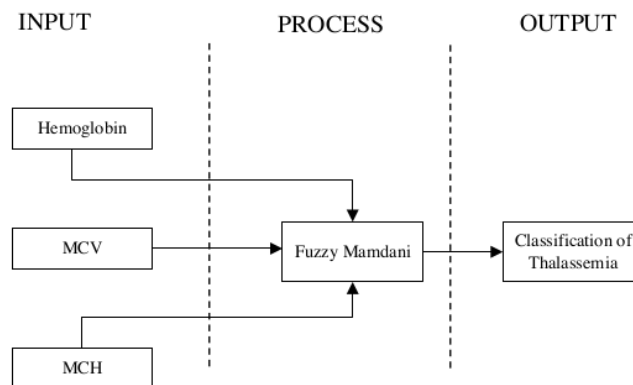 INPUT
PROCESS
OUTPUT
Hemoglobin
MCV
Fuzzy Mamdani
Classification of
Thalassemia
MCH